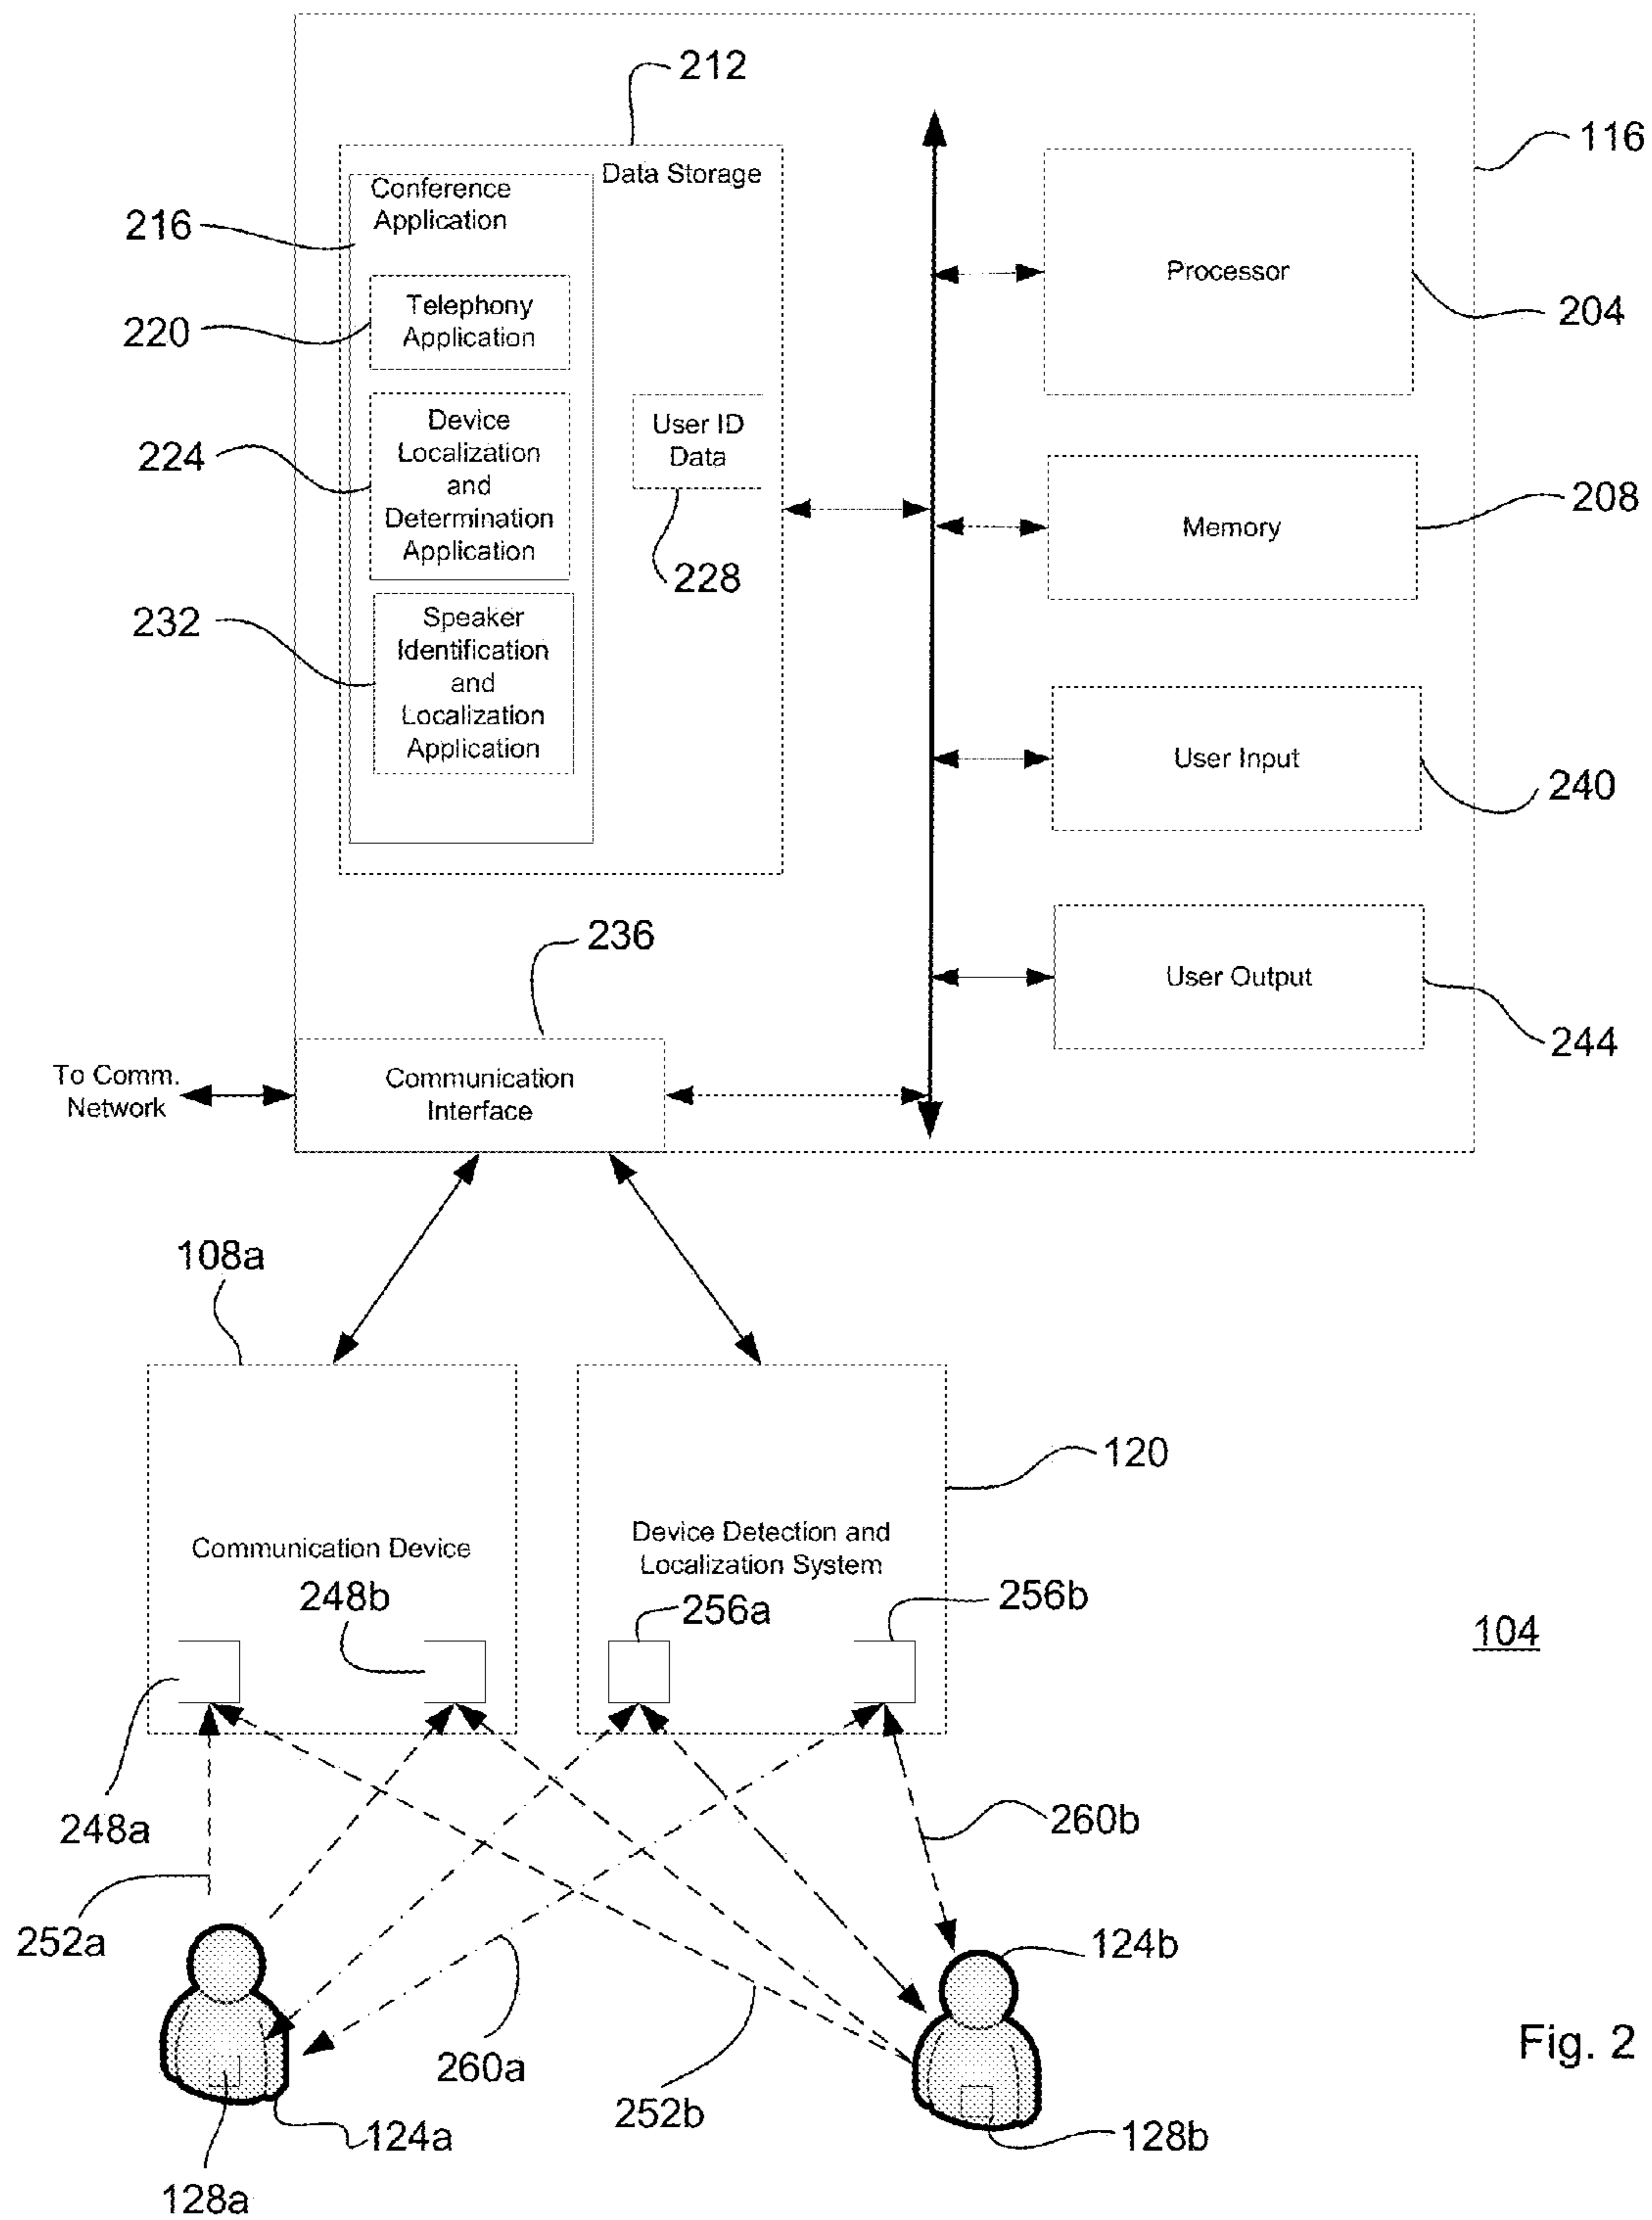 212
Data Storage
116
Conference
Application
216
Processor
Telephony
Application
220
204
Device
Localization
and
Determination
Application
224
User ID
Data
228
208
Memory
Speaker
Identification
and
Localization
Application
232
User Input
240
236
User Output
244
To Comm.
Network
Communication
Interface
108a
120
Communication Device
Device Detection and
Localization System
248b
256a
256b
104
248a
260b
252a
124b
260a
252b
Fig. 2
124a
128b
128a